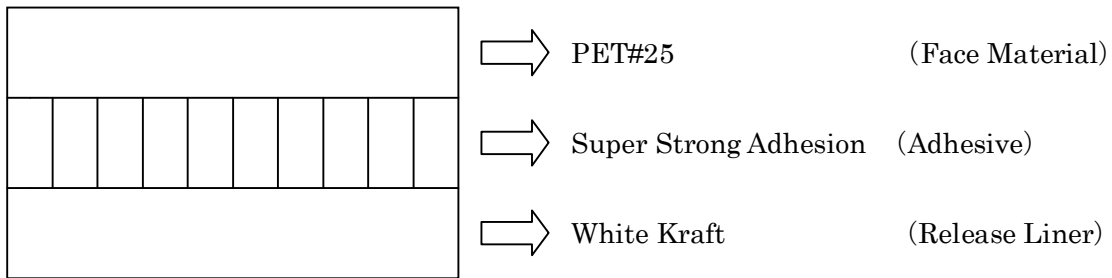 PET#25 (Face Material)
Super Strong Adhesion (Adhesive)
White Kraft (Release Liner)